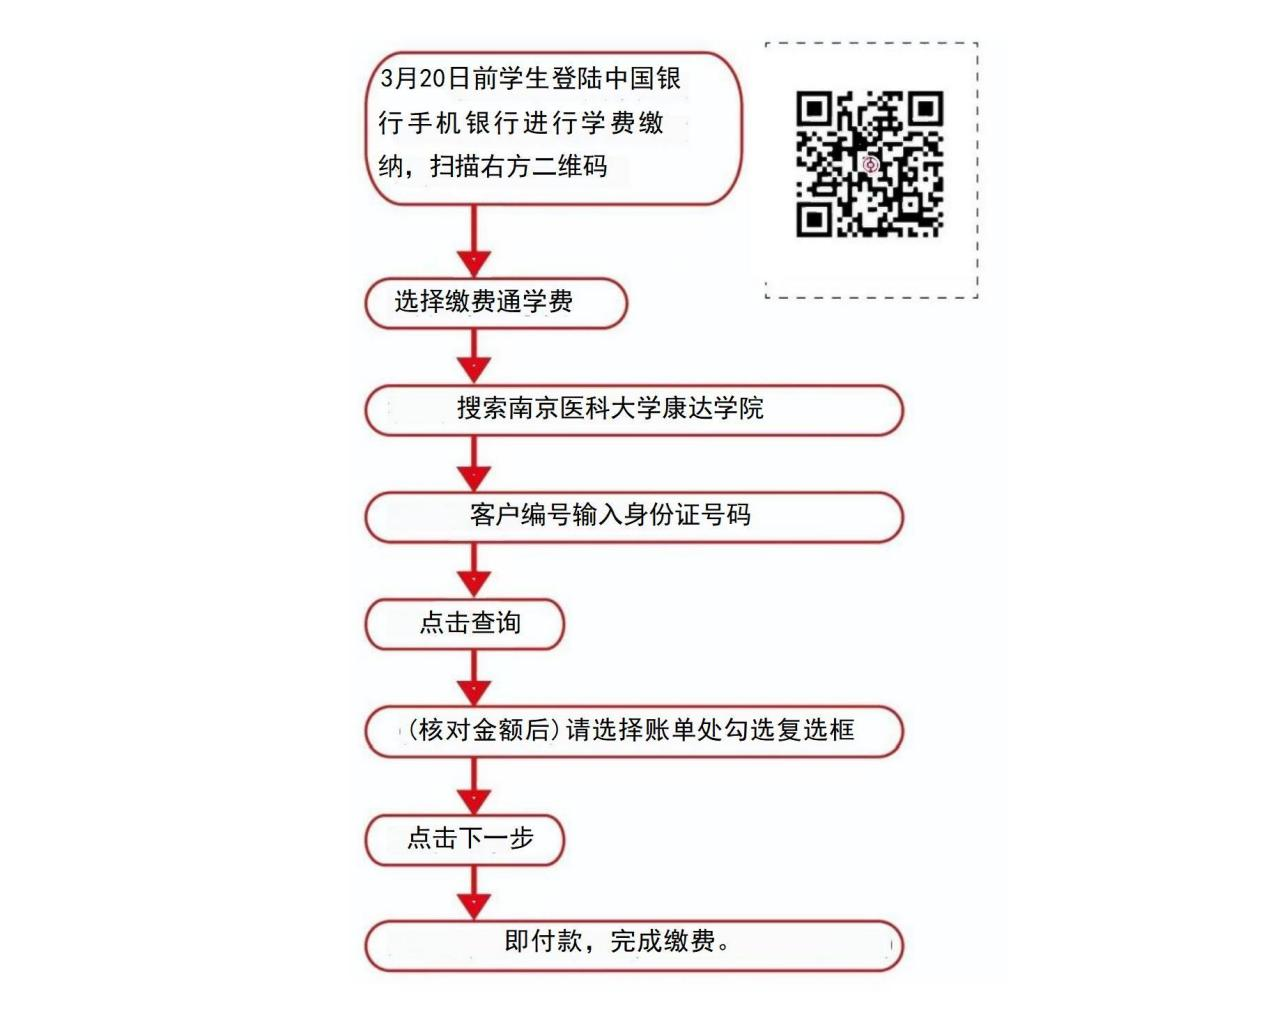 3月20日前学生登陆中国银
行手机银行进行学费缴
纳，扫描右方二维码
选择缴费通学费
搜索南京医科大学康达学院
客户编号输入身份证号码
点击查询
(核对金额后)请选择账单处勾选复选框
点击下一步
即付款，完成缴费。